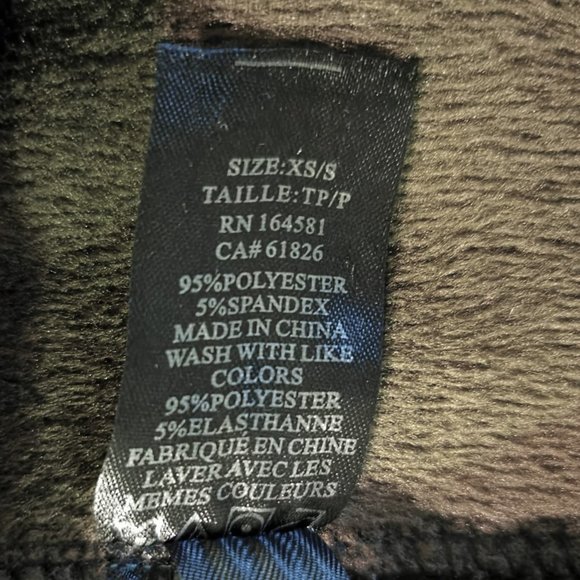 SIZE:XS/S
TAILLE:TP/P
RN 164581
CA# 61826
95%POLYESTER
5%SPANDEX
MADE IN CHINA
WASH WITH LIKE
COLORS
95%POLYESTER
5%ELASTHANNE
FABRIQUÉ EN CHINE
LAVER AVEC LES
MEMES COULEURS